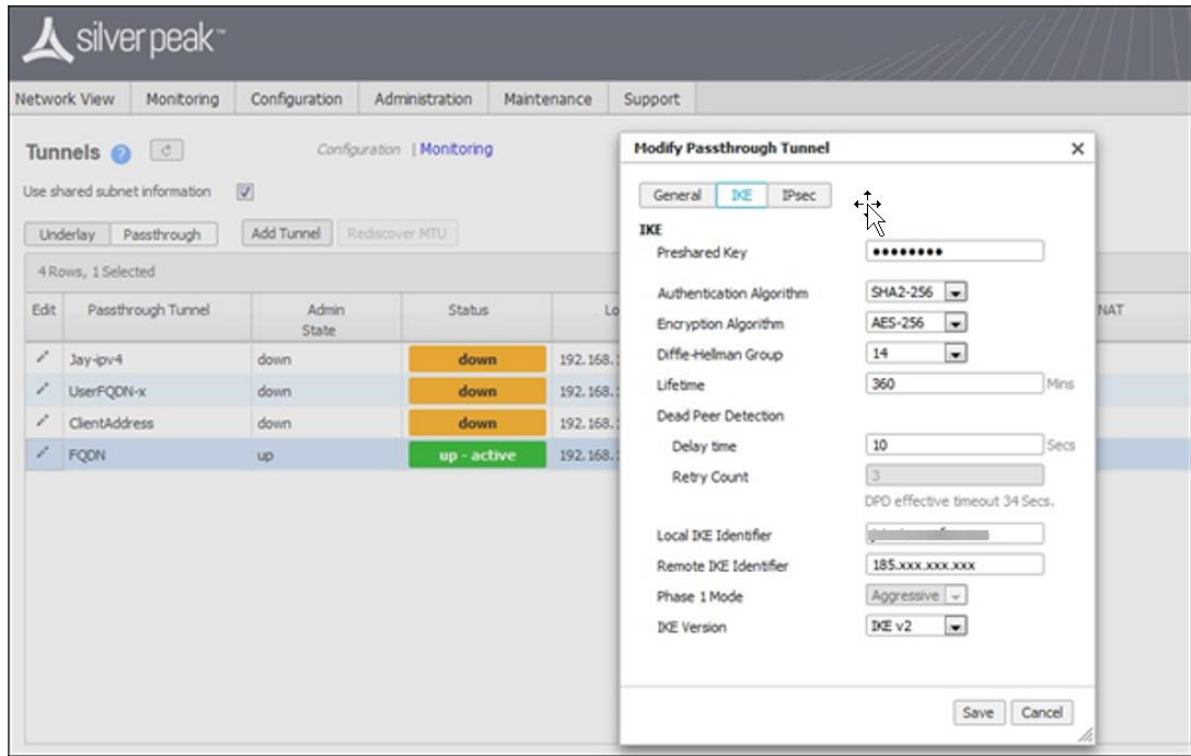 silver peak™
Network View Monitoring Configuration Administration Maintenance Support
Tunnels ? Configuration | Monitoring
Use shared subnet information
Underlay Passthrough Add Tunnel Rediscover MTU
4 Rows, 1 Selected
Edit Passthrough Tunnel Admin State Status NAT
Jay-ipv4 down down 192.168.
UserFQDN-x down down 192.168.
ClientAddress down down 192.168.
FQDN up up - active 192.168.
Modify Passthrough Tunnel
General IKE IPsec
IKE
Preshared Key ••••••••
Authentication Algorithm SHA2-256
Encryption Algorithm AES-256
Diffie-Hellman Group 14
Lifetime 360 Mins
Dead Peer Detection
Delay time 10 Secs
Retry Count 3
DPD effective timeout 34 Secs.
Local IKE Identifier
Remote IKE Identifier 185.xxx.xxx.xxx
Phase 1 Mode Aggressive
IKE Version IKE v2
Save Cancel